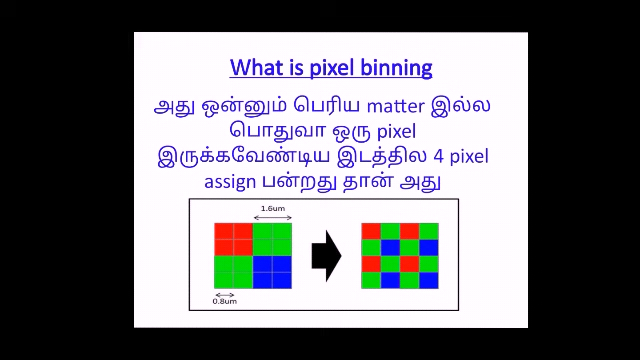 What is pixel binning
அது ஒன்னும் பெரிய matter இல்ல
பொதுவா ஒரு pixel
இருக்கவேண்டிய இடத்தில 4 pixel
assign பன்றது தான் அது
1.6um
0.8um